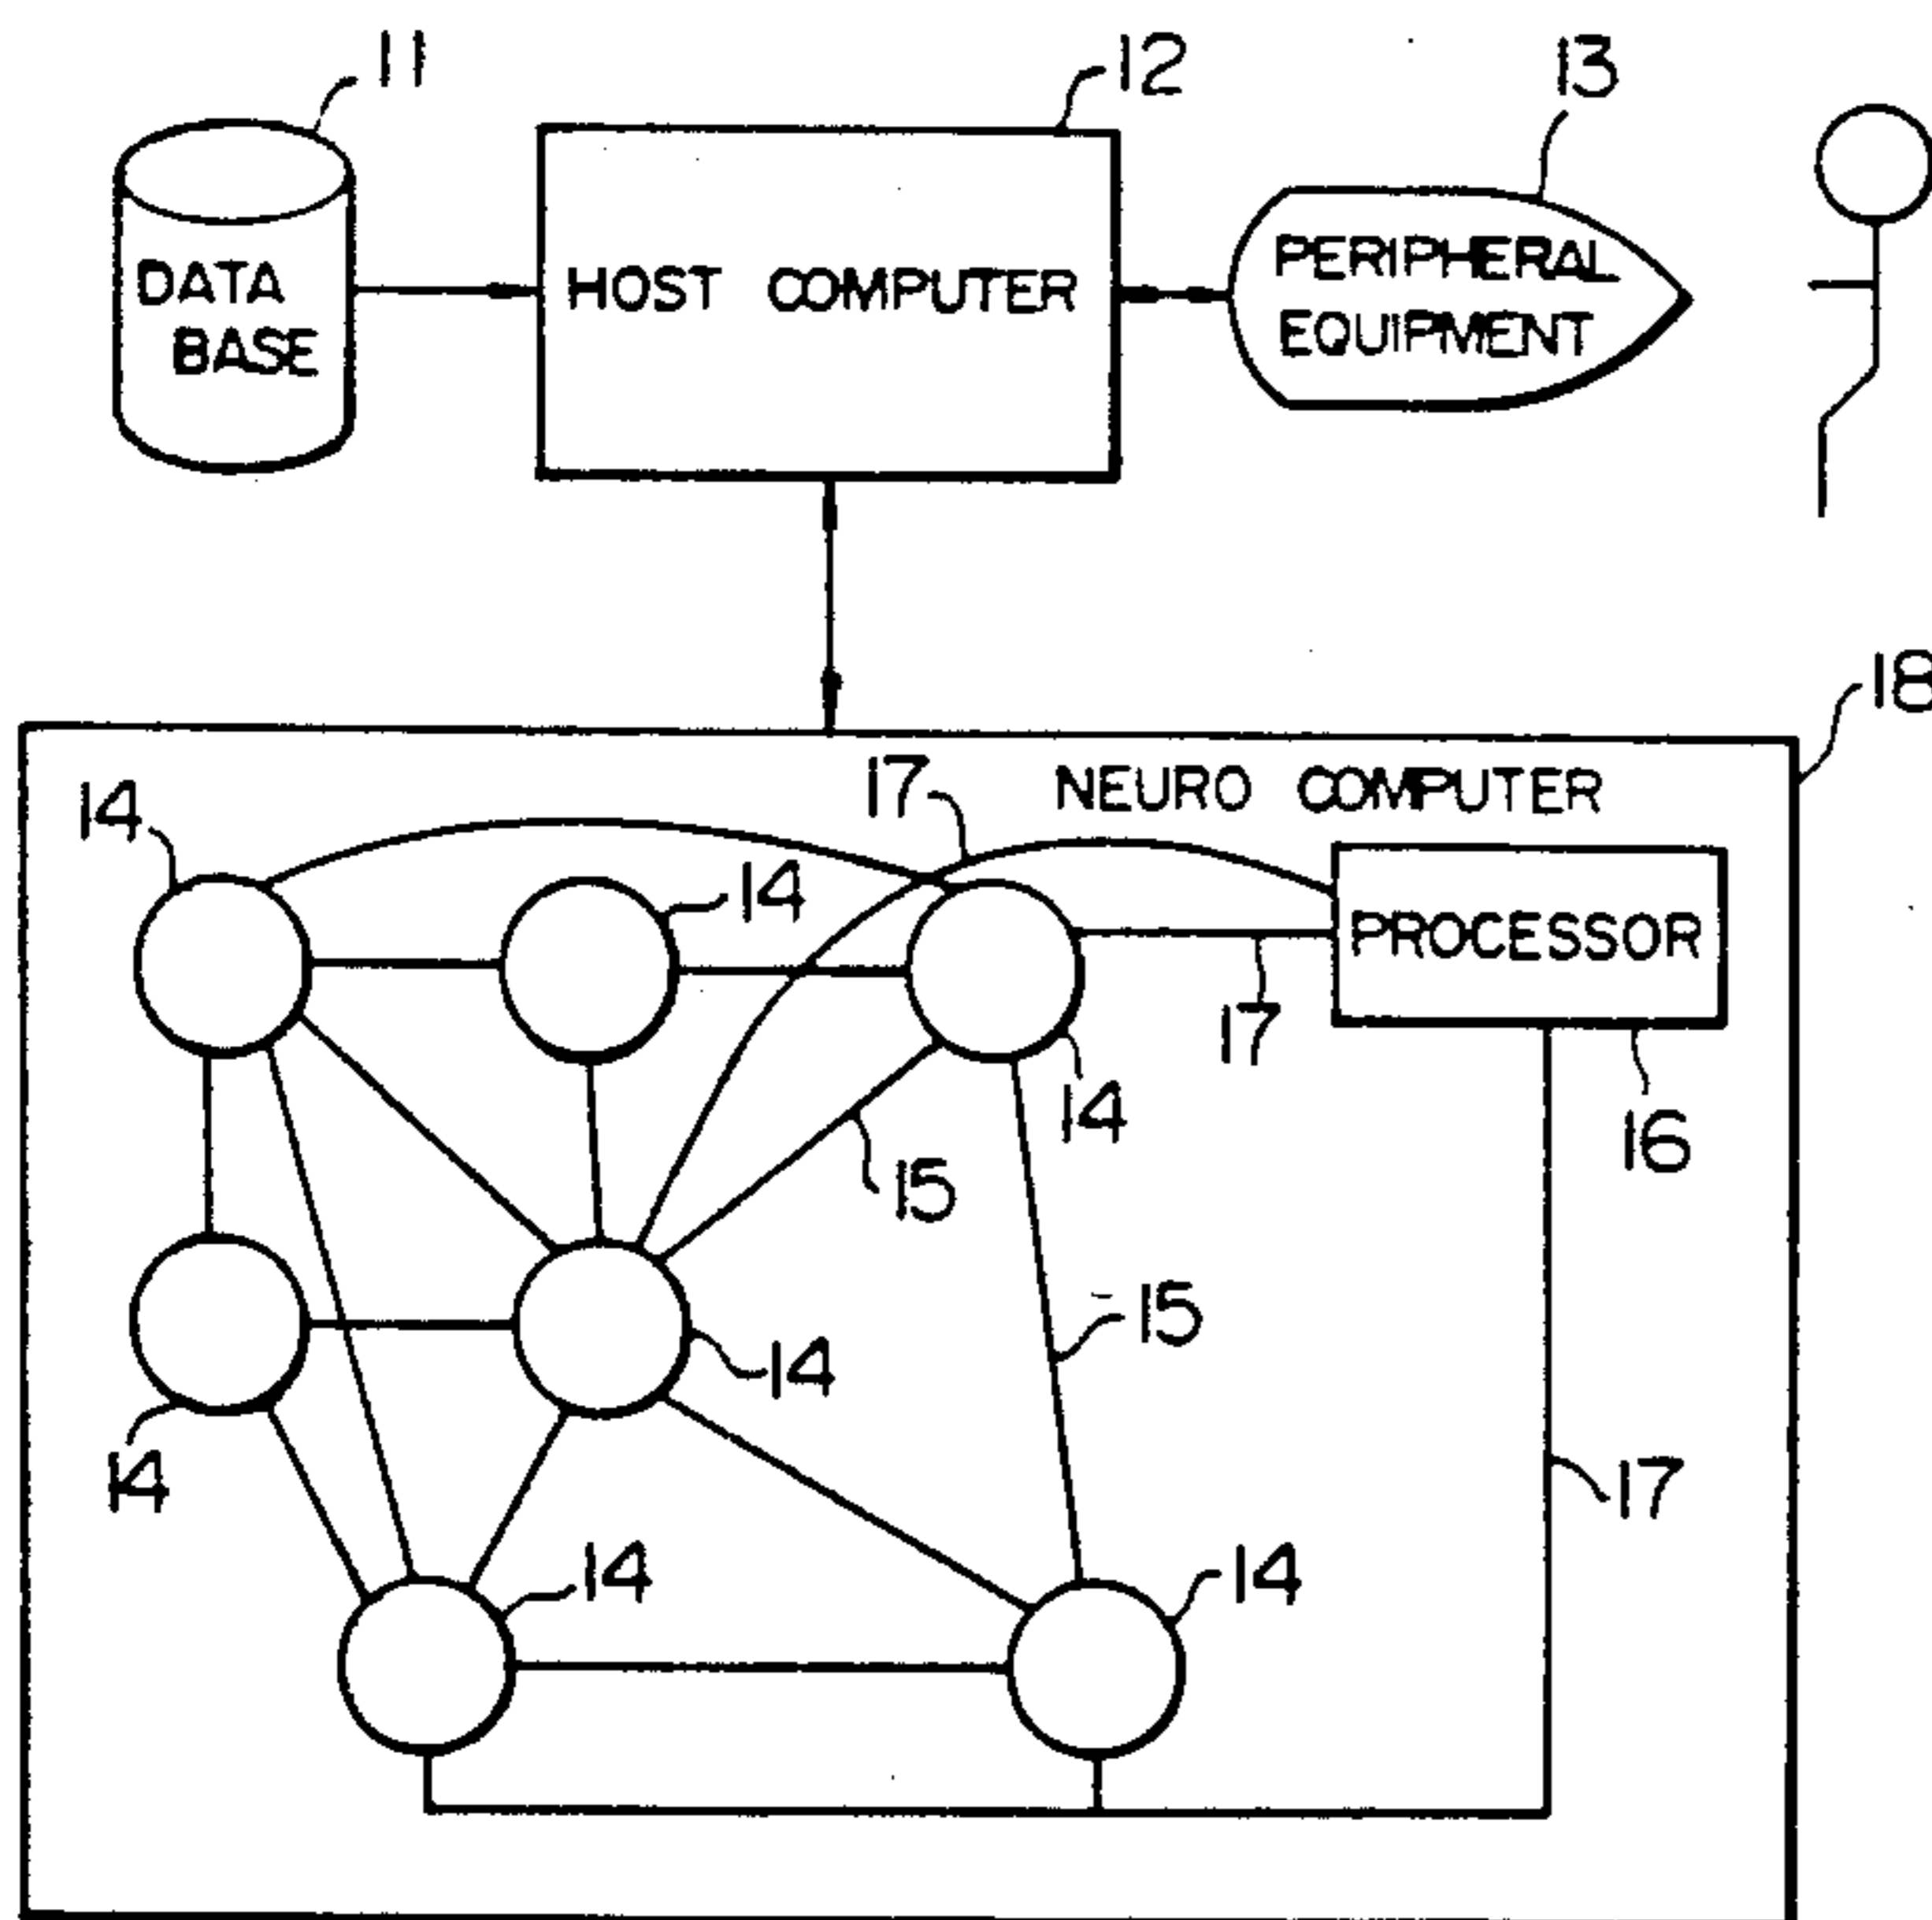 11
12
13
DATA
BASE
HOST COMPUTER
PERIPHERAL
EQUIPMENT
18
NEURO COMPUTER
17
14
14
PROCESSOR
17
14
16
15
15
14
14
17
14
14